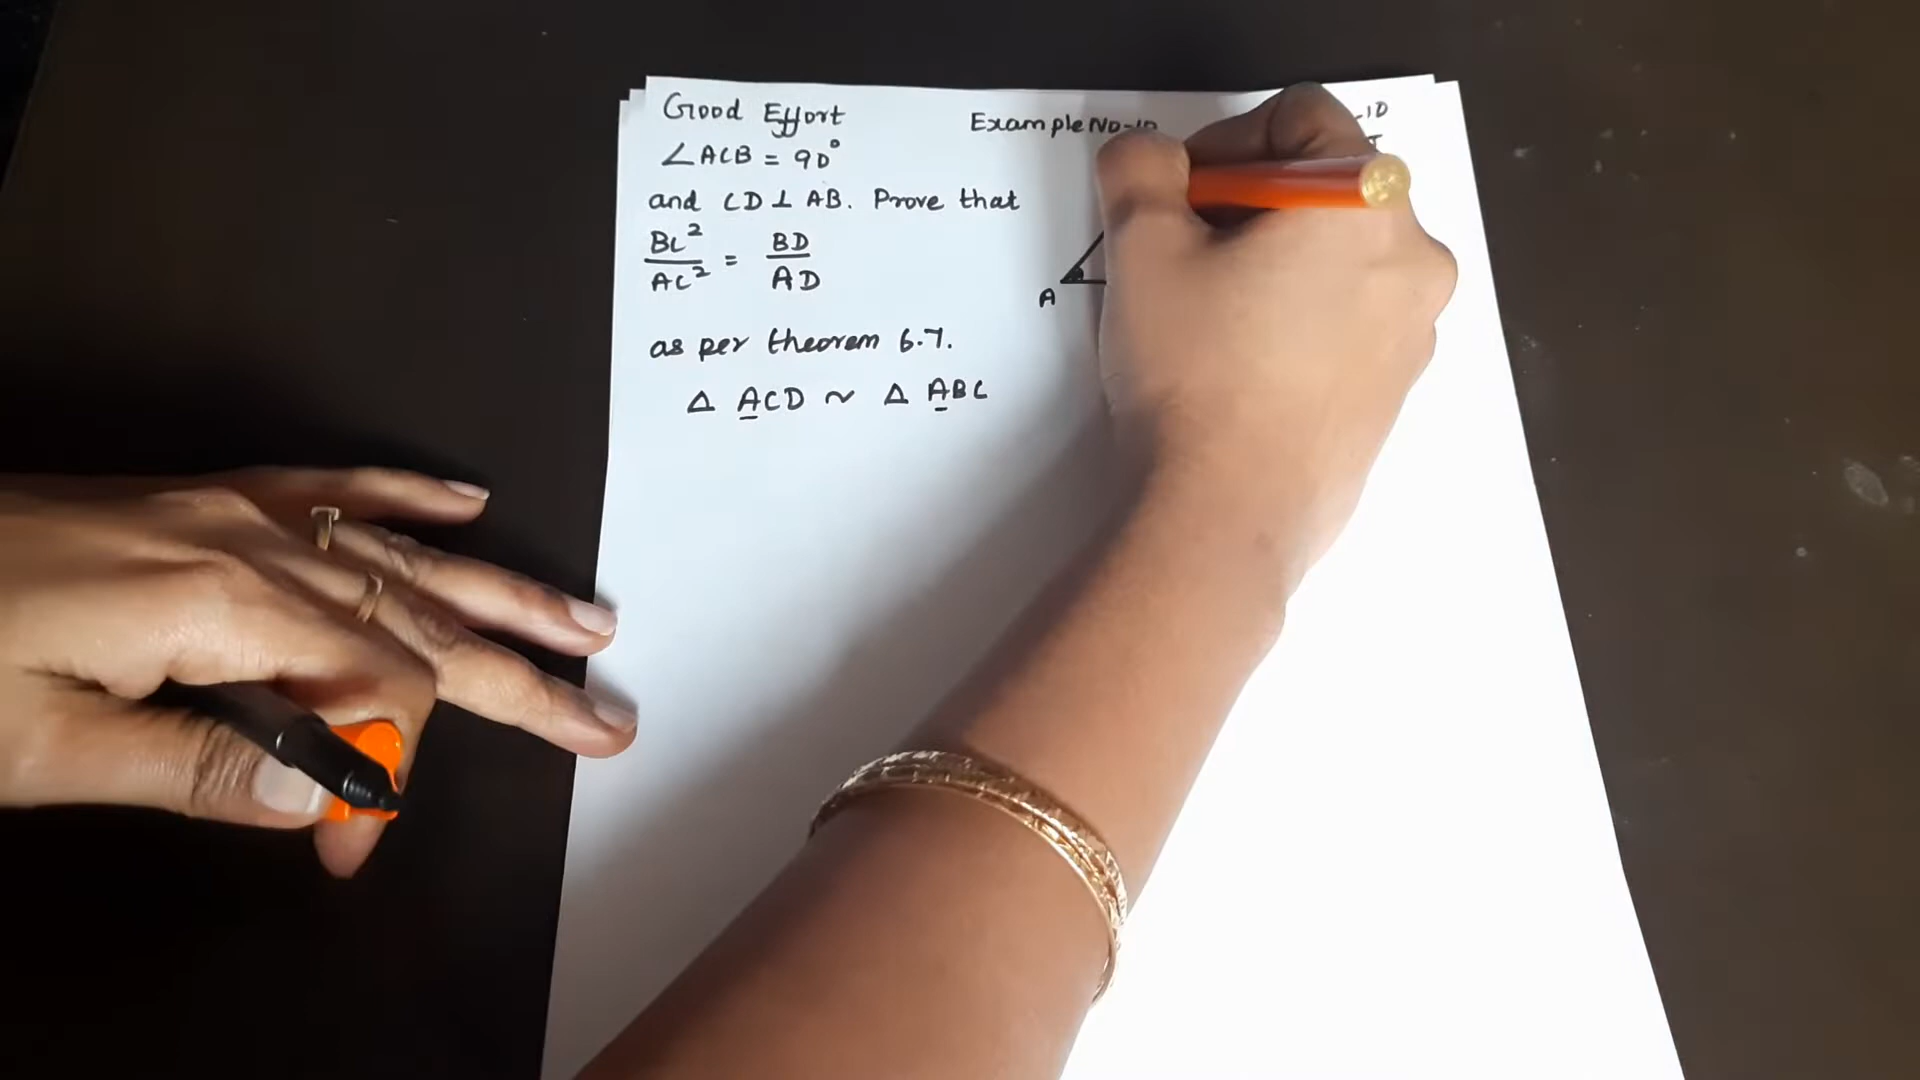 Good Effort
Example No-10
-10
∠ACB = 90°
and CD ⊥ AB. Prove that
BC² / AC² = BD / AD
A
as per theorem 6.7.
Δ ACD ~ Δ ABC